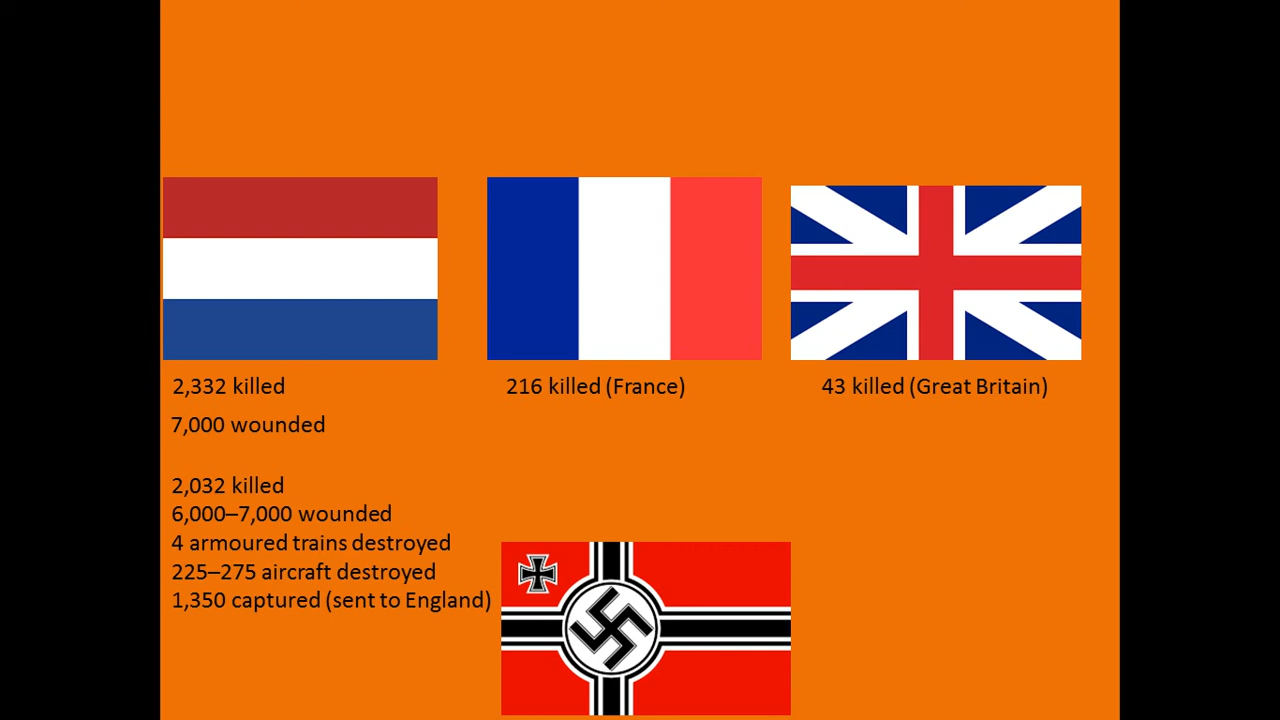 2,332 killed
216 killed (France)
43 killed (Great Britain)
7,000 wounded
2,032 killed
6,000–7,000 wounded
4 armoured trains destroyed
225–275 aircraft destroyed
1,350 captured (sent to England)